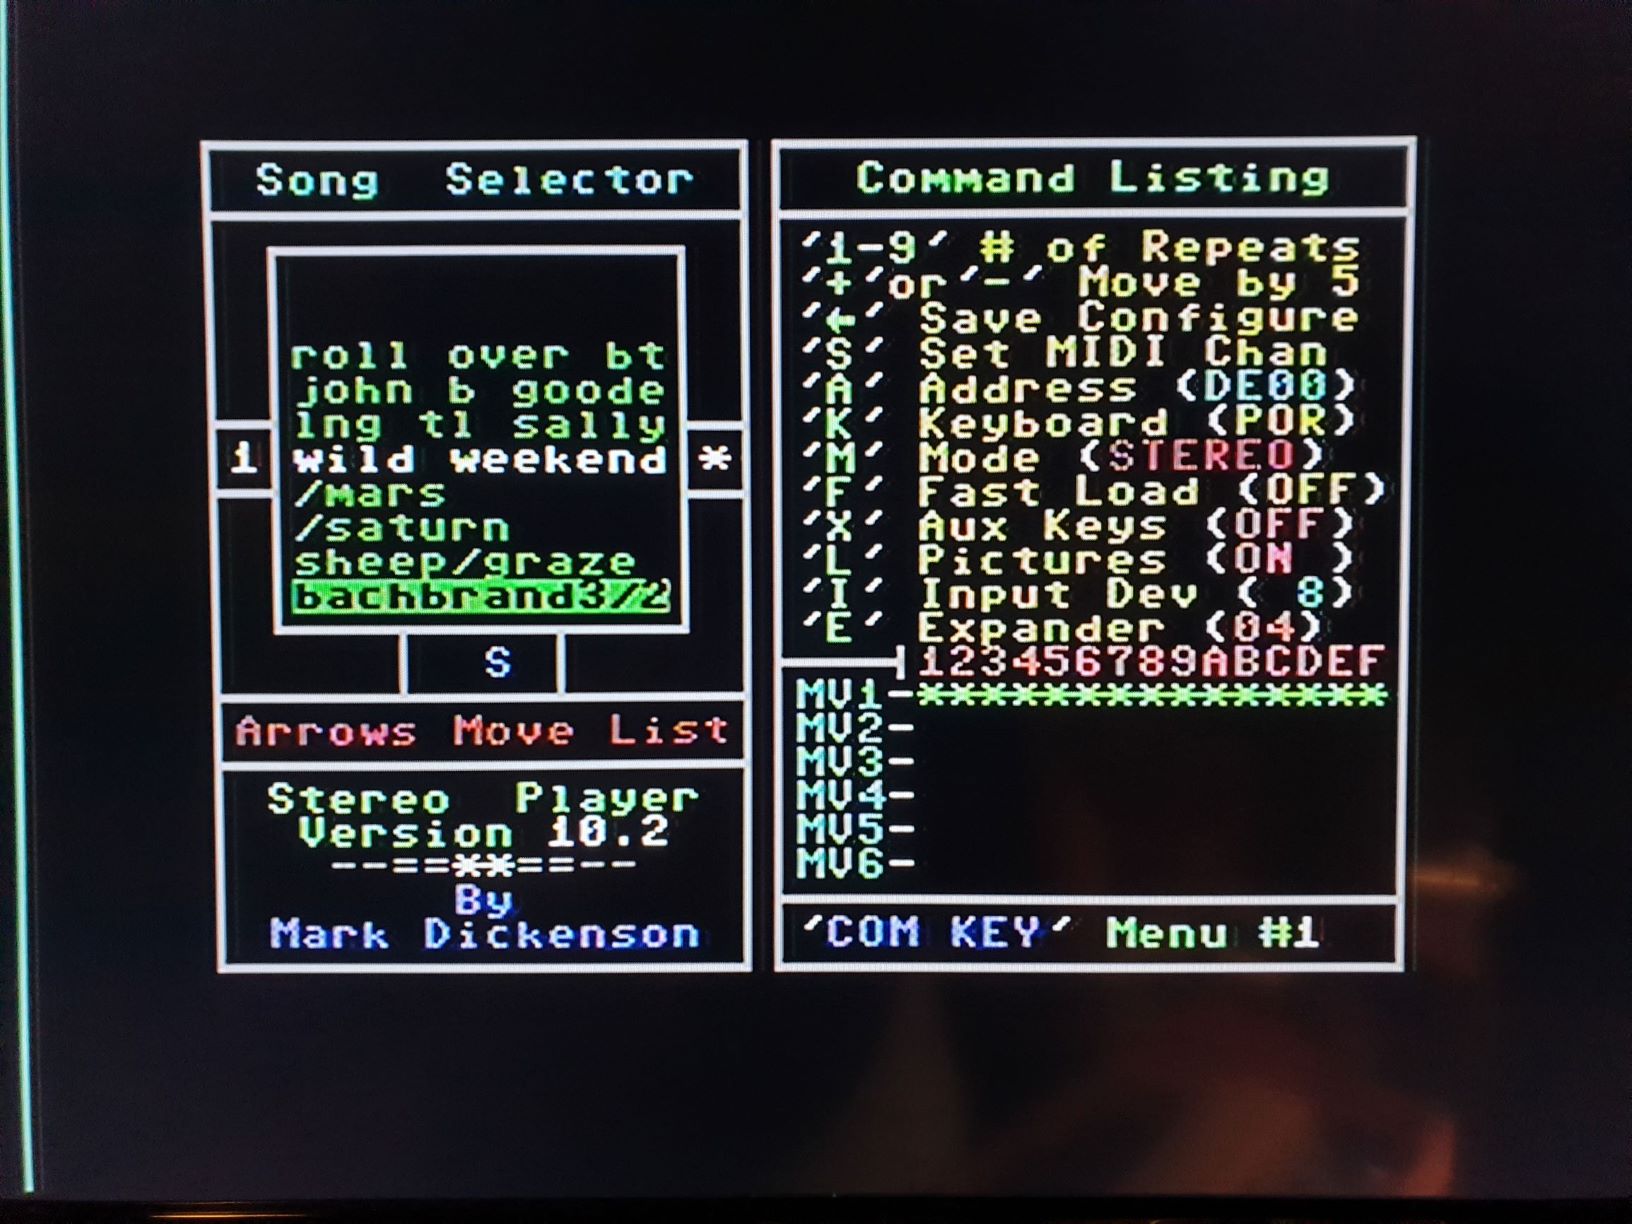 Song Selector
roll over bt
john b goode
lng tl sally
1 wild weekend *
/mars
/saturn
sheep/graze
bachbrand3/2
S
Arrows Move List
Stereo Player
Version 10.2
--==**==--
By
Mark Dickenson
Command Listing
'1-9' # of Repeats
'+'or'-' Move by 5
'←' Save Configure
'S' Set MIDI Chan
'A' Address (DE00)
'K' Keyboard (POR)
'M' Mode (STEREO)
'F' Fast Load (OFF)
'X' Aux Keys (OFF)
'L' Pictures (ON )
'I' Input Dev ( 8)
'E' Expander (04)
123456789ABCDEF
MV1-***************
MV2-
MV3-
MV4-
MV5-
MV6-
'COM KEY' Menu #1